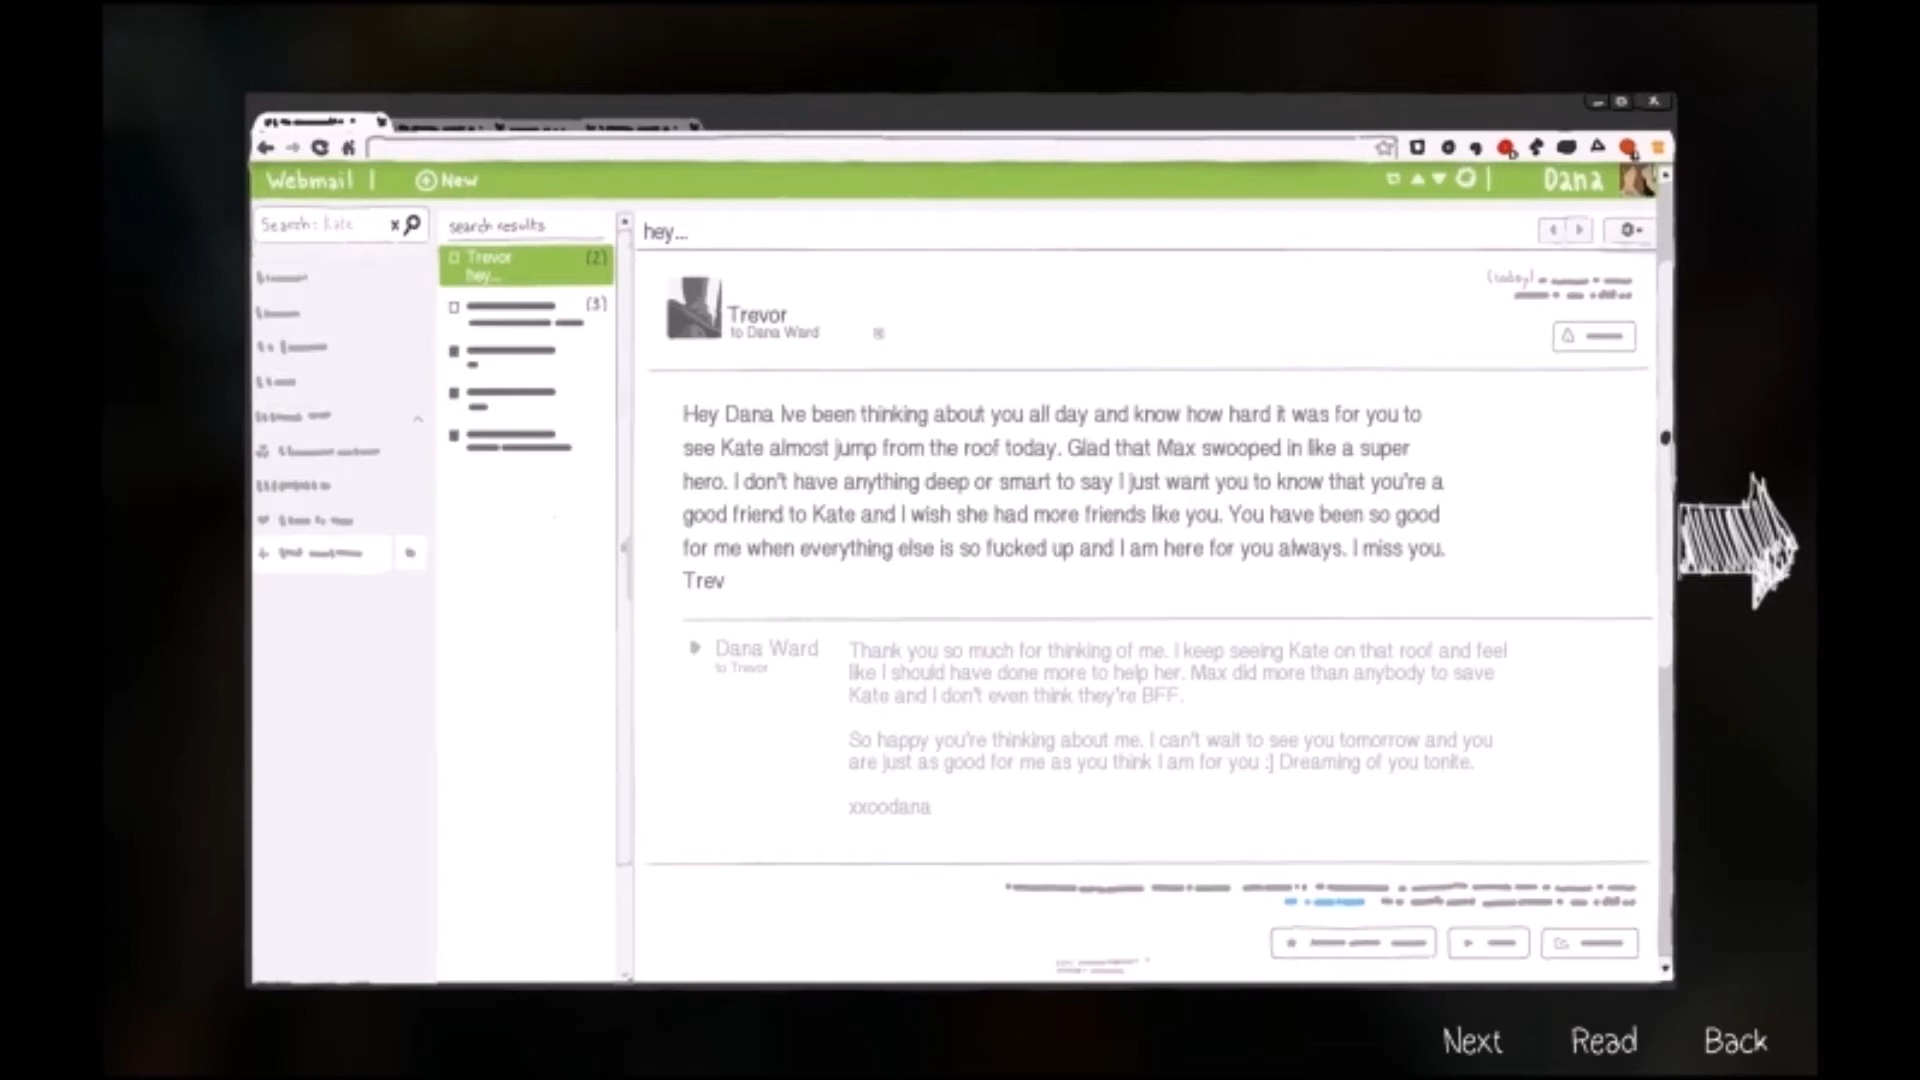 Webmail | New
Dana
Search: kate x
search results
hey...
Trevor (2)
hey...
(3)
(today)
Trevor
to Dana Ward
Hey Dana Ive been thinking about you all day and know how hard it was for you to
see Kate almost jump from the roof today. Glad that Max swooped in like a super
hero. I don't have anything deep or smart to say I just want you to know that you're a
good friend to Kate and I wish she had more friends like you. You have been so good
for me when everything else is so fucked up and I am here for you always. I miss you.
Trev
Dana Ward
to Trevor
Thank you so much for thinking of me. I keep seeing Kate on that roof and feel
like I should have done more to help her. Max did more than anybody to save
Kate and I don't even think they're BFF.
So happy you're thinking about me. I can't wait to see you tomorrow and you
are just as good for me as you think I am for you :] Dreaming of you tonite.
xxoodana
Next Read Back